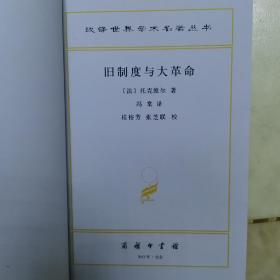 汉译世界学术名著丛书
旧制度与大革命
〔法〕托克维尔 著
冯棠 译
桂裕芳 张芝联 校
商务印书馆